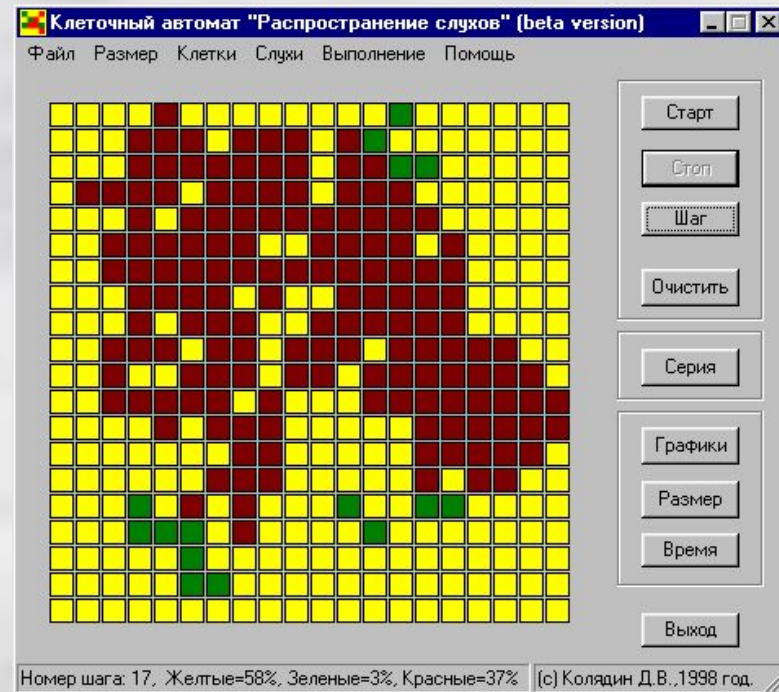 Клеточный автомат "Распространение слухов" (beta version)
Файл Размер Клетки Слухи Выполнение Помощь
Старт
Стоп
Шаг
Очистить
Серия
Графики
Размер
Время
Выход
Номер шага: 17, Желтые=58%, Зеленые=3%, Красные=37% (c) Колядин Д.В.,1998 год.